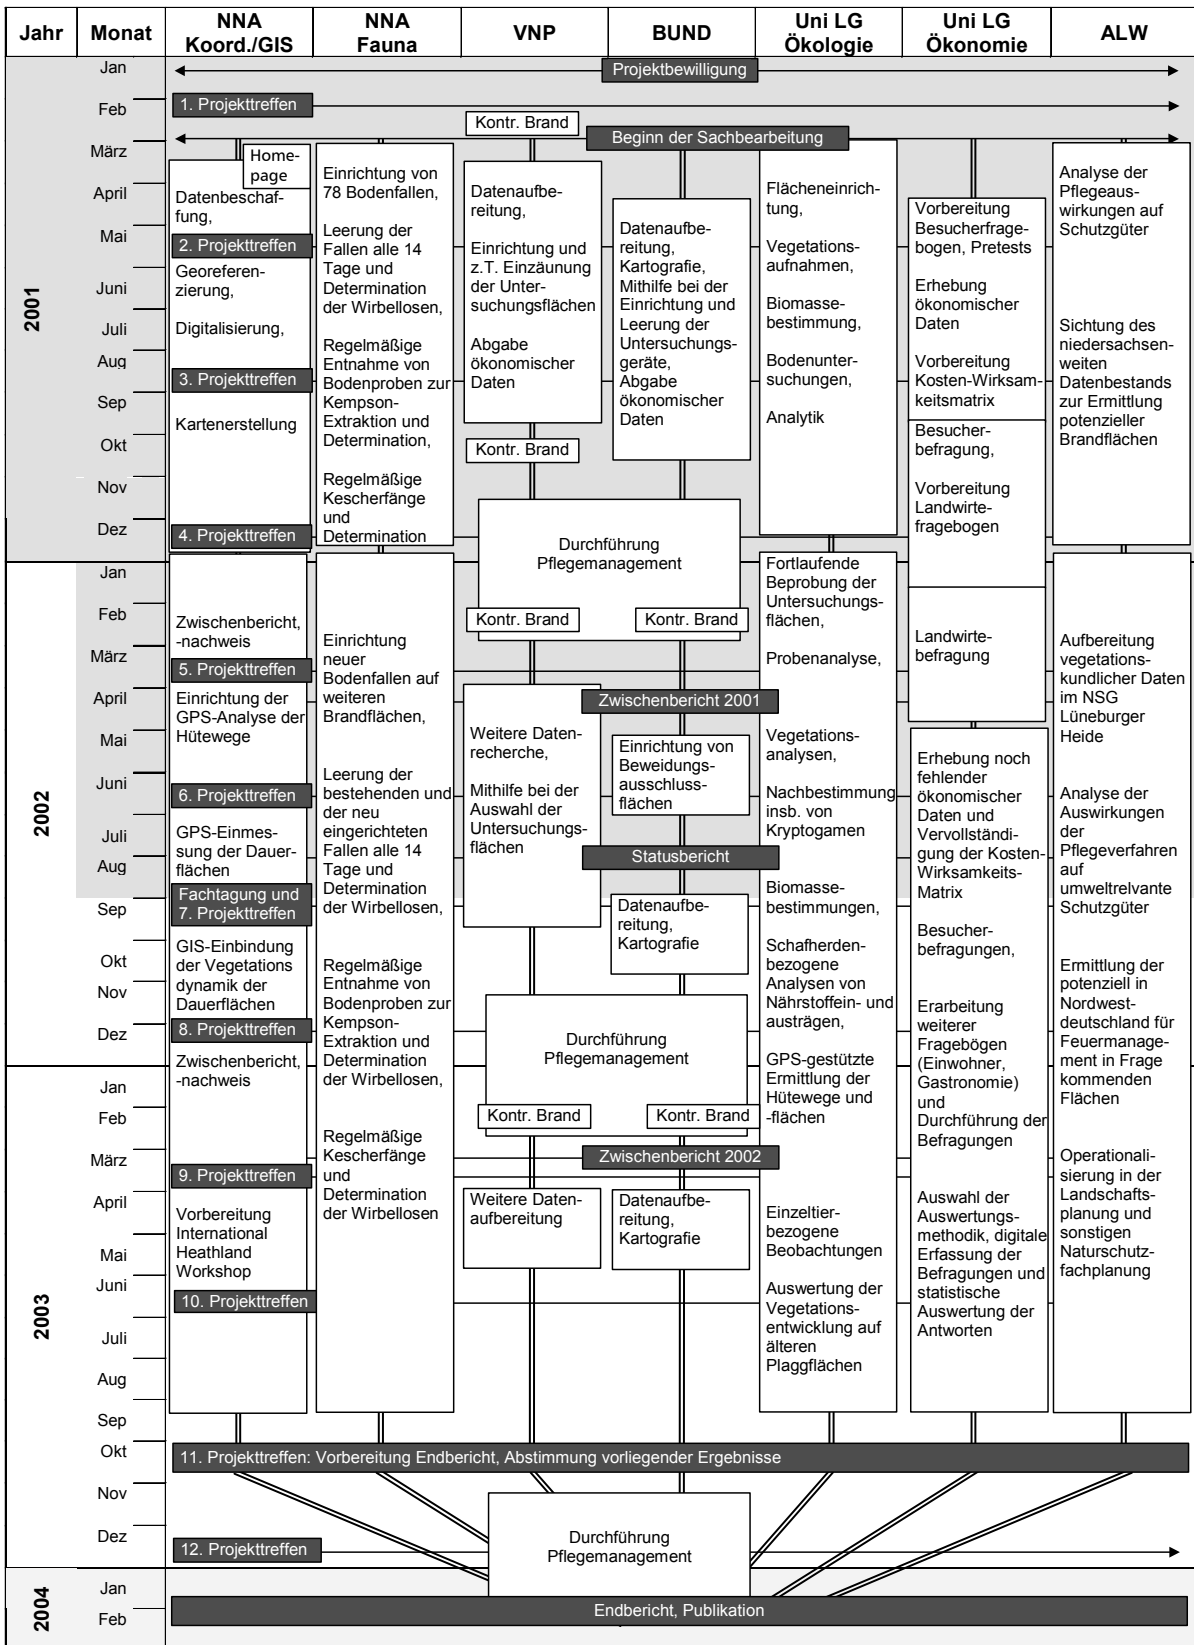 Jahr
Monat
NNA
Koord./GIS
NNA
Fauna
VNP
BUND
Uni LG
Ökologie
Uni LG
Ökonomie
ALW
2001
Jan
Feb
März
April
Mai
Juni
Juli
Aug
Sep
Okt
Nov
Dez
Projektbewilligung
1. Projekttreffen
Kontr. Brand
Beginn der Sachbearbeitung
Home-
page
Datenbeschaf-
fung,
2. Projekttreffen
Georeferen-
zierung,
Digitalisierung,
3. Projekttreffen
Kartenerstellung
4. Projekttreffen
Einrichtung von
78 Bodenfallen,
Leerung der
Fallen alle 14
Tage und
Determination
der Wirbellosen,
Regelmäßige
Entnahme von
Bodenproben zur
Kempson-
Extraktion und
Determination,
Regelmäßige
Kescherfänge
und
Determination
Datenaufbe-
reitung,
Einrichtung und
z.T. Einzäunung
der Unter-
suchungsflächen
Abgabe
ökonomischer
Daten
Kontr. Brand
Datenaufbe-
reitung,
Kartografie,
Mithilfe bei der
Einrichtung und
Leerung der
Untersuchungs-
geräte,
Abgabe
ökonomischer
Daten
Durchführung
Pflegemanagement
Flächeneinrich-
tung,
Vegetations-
aufnahmen,
Biomasse-
bestimmung,
Bodenunter-
suchungen,
Analytik
Vorbereitung
Besucherfrage-
bogen, Pretests
Erhebung
ökonomischer
Daten
Vorbereitung
Kosten-Wirksam-
keitsmatrix
Besucher-
befragung,
Vorbereitung
Landwirte-
fragebogen
Analyse der
Pflegeaus-
wirkungen auf
Schutzgüter
Sichtung des
niedersachsen-
weiten
Datenbestands
zur Ermittlung
potenzieller
Brandflächen
2002
Jan
Feb
März
April
Mai
Juni
Juli
Aug
Sep
Okt
Nov
Dez
Zwischenbericht,
-nachweis
5. Projekttreffen
Einrichtung der
GPS-Analyse der
Hütewege
6. Projekttreffen
GPS-Einmes-
sung der Dauer-
flächen
Fachtagung und
7. Projekttreffen
GIS-Einbindung
der Vegetations
dynamik der
Dauerflächen
8. Projekttreffen
Zwischenbericht,
-nachweis
Einrichtung
neuer
Bodenfallen auf
weiteren
Brandflächen,
Leerung der
bestehenden und
der neu
eingerichteten
Fallen alle 14
Tage und
Determination
der Wirbellosen,
Regelmäßige
Entnahme von
Bodenproben zur
Kempson-
Extraktion und
Determination
der Wirbellosen,
Regelmäßige
Kescherfänge
und
Determination
der Wirbellosen
Kontr. Brand
Kontr. Brand
Zwischenbericht 2001
Weitere Daten-
recherche,
Mithilfe bei der
Auswahl der
Untersuchungs-
flächen
Einrichtung von
Beweidungs-
ausschluss-
flächen
Statusbericht
Datenaufbe-
reitung,
Kartografie
Durchführung
Pflegemanagement
Kontr. Brand
Kontr. Brand
Zwischenbericht 2002
Fortlaufende
Beprobung der
Untersuchungs-
flächen,
Probenanalyse,
Vegetations-
analysen,
Nachbestimmung
insb. von
Kryptogamen
Biomasse-
bestimmungen,
Schafherden-
bezogene
Analysen von
Nährstoffein- und
austrägen,
GPS-gestützte
Ermittlung der
Hütewege und
-flächen
Einzeltier-
bezogene
Beobachtungen
Auswertung der
Vegetations-
entwicklung auf
älteren
Plaggflächen
Landwirte-
befragung
Erhebung noch
fehlender
ökonomischer
Daten und
Vervollständi-
gung der Kosten-
Wirksamkeits-
Matrix
Besucher-
befragungen,
Erarbeitung
weiterer
Fragebögen
(Einwohner,
Gastronomie)
und
Durchführung der
Befragungen
Auswahl der
Auswertungs-
methodik, digitale
Erfassung der
Befragungen und
statistische
Auswertung der
Antworten
Aufbereitung
vegetations-
kundlicher Daten
im NSG
Lüneburger
Heide
Analyse der
Auswirkungen
der
Pflegeverfahren
auf
umweltrelevante
Schutzgüter
Ermittlung der
potenziell in
Nordwest-
deutschland für
Feuermanage-
ment in Frage
kommenden
Flächen
Operationali-
sierung in der
Landschafts-
planung und
sonstigen
Naturschutz-
fachplanung
2003
Jan
Feb
März
April
Mai
Juni
Juli
Aug
Sep
Okt
Nov
Dez
9. Projekttreffen
Vorbereitung
International
Heathland
Workshop
10. Projekttreffen
Weitere Daten-
aufbereitung
Datenaufbe-
reitung,
Kartografie
11. Projekttreffen: Vorbereitung Endbericht, Abstimmung vorliegender Ergebnisse
Durchführung
Pflegemanagement
12. Projekttreffen
2004
Jan
Feb
Endbericht, Publikation